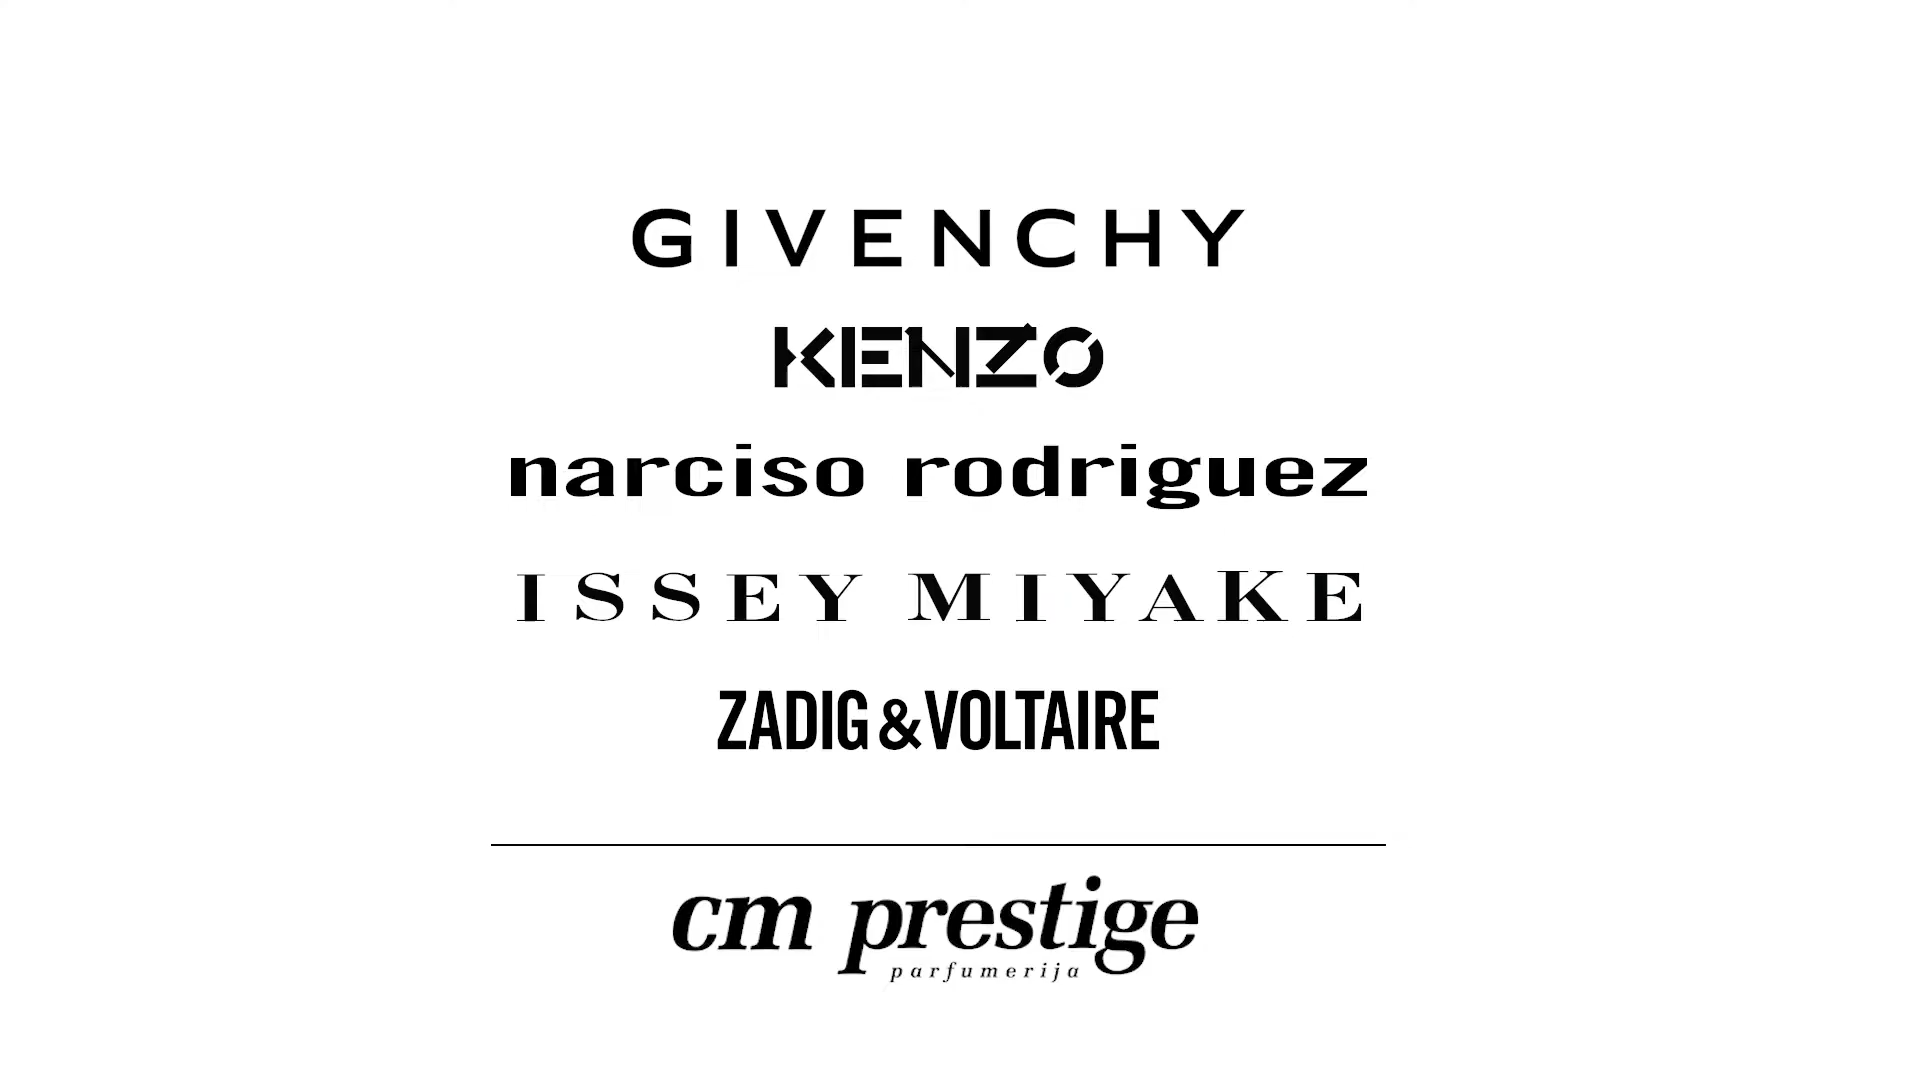 GIVENCHY
KENZO
narciso rodriguez
ISSEY MIYAKE
ZADIG & VOLTAIRE
cm prestige
parfumerija